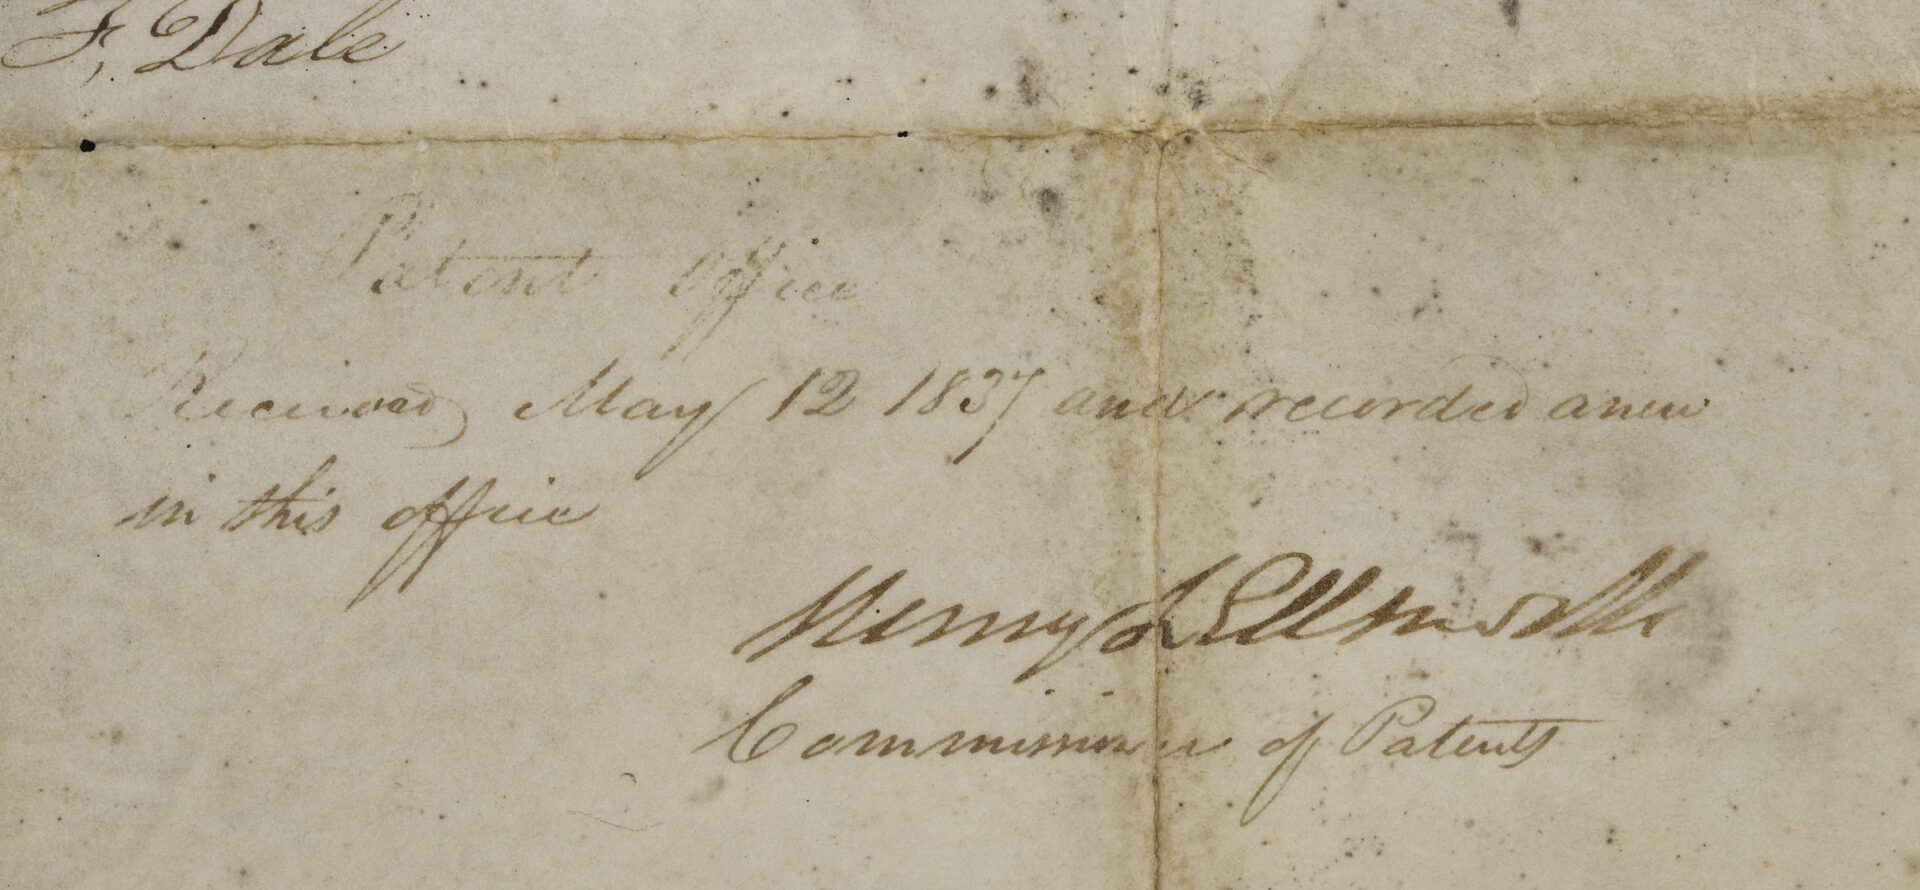 F, Dale
Patent Office
Received May 12 1837 and recorded anew
in this office
Henry L Ellsworth
Commissioner of Patents